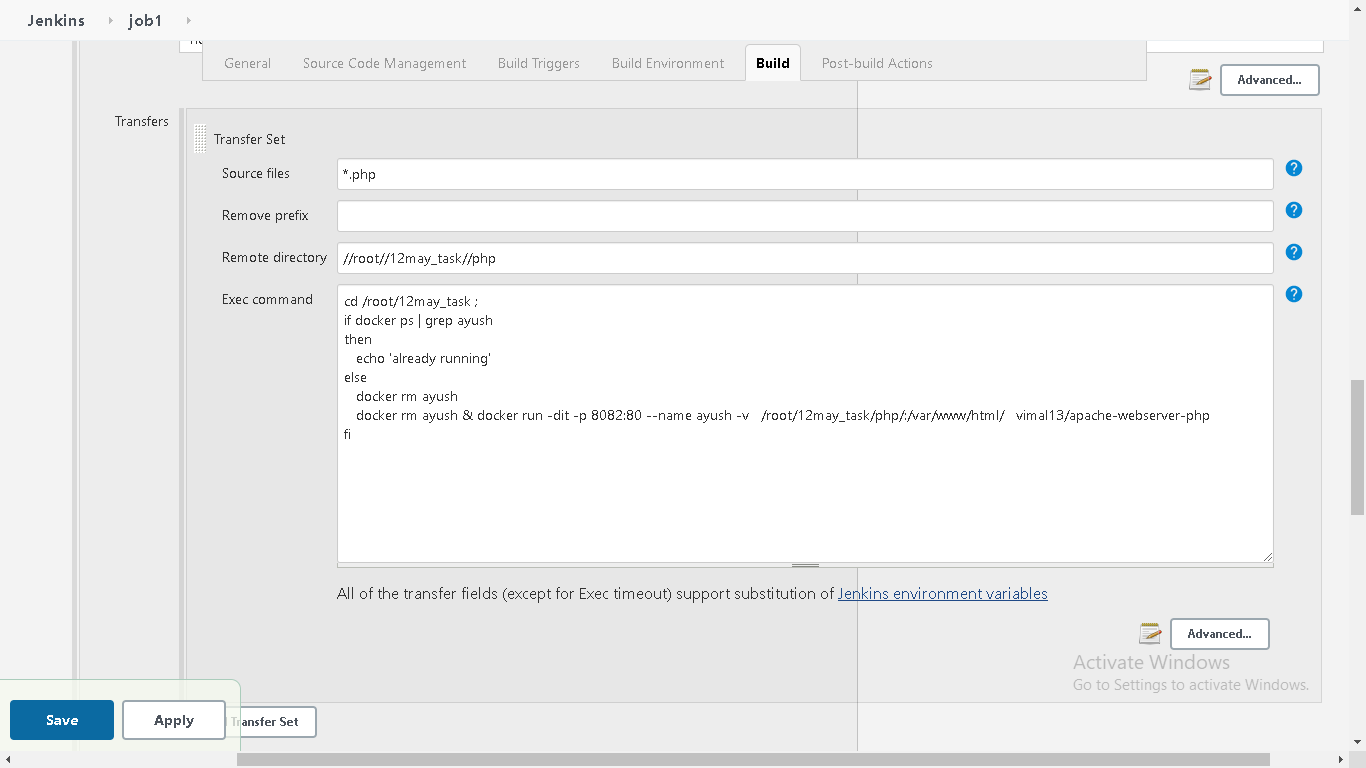 Jenkins job1
General Source Code Management Build Triggers Build Environment Build Post-build Actions
Advanced...
Transfers
Transfer Set
Source files *.php
Remove prefix
Remote directory //root//12may_task//php
Exec command
cd /root/12may_task ;
if docker ps | grep ayush
then
echo 'already running'
else
docker rm ayush
docker rm ayush & docker run -dit -p 8082:80 --name ayush -v /root/12may_task/php/:/var/www/html/ vimal13/apache-webserver-php
fi
All of the transfer fields (except for Exec timeout) support substitution of Jenkins environment variables
Advanced...
Activate Windows
Go to Settings to activate Windows.
Save Apply Transfer Set